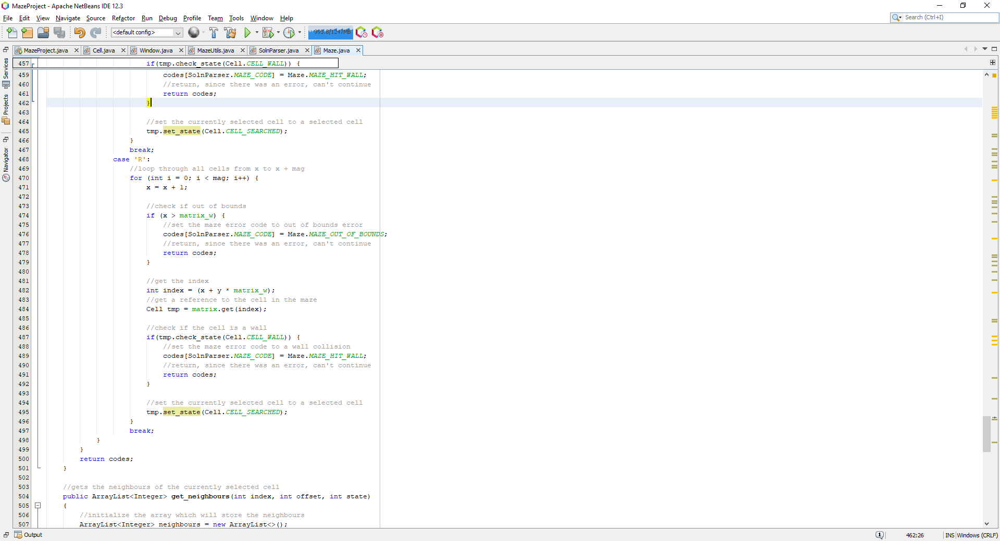 MazeProject - Apache NetBeans IDE 12.3
File Edit View Navigate Source Refactor Run Debug Profile Team Tools Window Help
Search (Ctrl+I)
<default config>
993.8/1247MB
MazeProject.java Cell.java Window.java MazeUtils.java SolnParser.java Maze.java
Services
Projects
Navigator
457 if(tmp.check_state(Cell.CELL_WALL)) {
459 codes[SolnParser.MAZE_CODE] = Maze.MAZE_HIT_WALL;
460 //return, since there was an error, can't continue
461 return codes;
462 }
463
464 //set the currently selected cell to a selected cell
465 tmp.set_state(Cell.CELL_SEARCHED);
466 }
467 break;
468 case 'R':
469 //loop through all cells from x to x + mag
470 for (int i = 0; i < mag; i++) {
471 x = x + 1;
472
473 //check if out of bounds
474 if (x > matrix_w) {
475 //set the maze error code to out of bounds error
476 codes[SolnParser.MAZE_CODE] = Maze.MAZE_OUT_OF_BOUNDS;
477 //return, since there was an error, can't continue
478 return codes;
479 }
480
481 //get the index
482 int index = (x + y * matrix_w);
483 //get a reference to the cell in the maze
484 Cell tmp = matrix.get(index);
485
486 //check if the cell is a wall
487 if(tmp.check_state(Cell.CELL_WALL)) {
488 //set the maze error code to a wall collision
489 codes[SolnParser.MAZE_CODE] = Maze.MAZE_HIT_WALL;
490 //return, since there was an error, can't continue
491 return codes;
492 }
493
494 //set the currently selected cell to a selected cell
495 tmp.set_state(Cell.CELL_SEARCHED);
496 }
497 break;
498 }
499 }
500 return codes;
501 }
502
503 //gets the neighbours of the currently selected cell
504 public ArrayList<Integer> get_neighbours(int index, int offset, int state)
505 {
506 //initialize the array which will store the neighbours
507 ArrayList<Integer> neighbours = new ArrayList<>();
Output
1
462:26 INS Windows (CRLF)